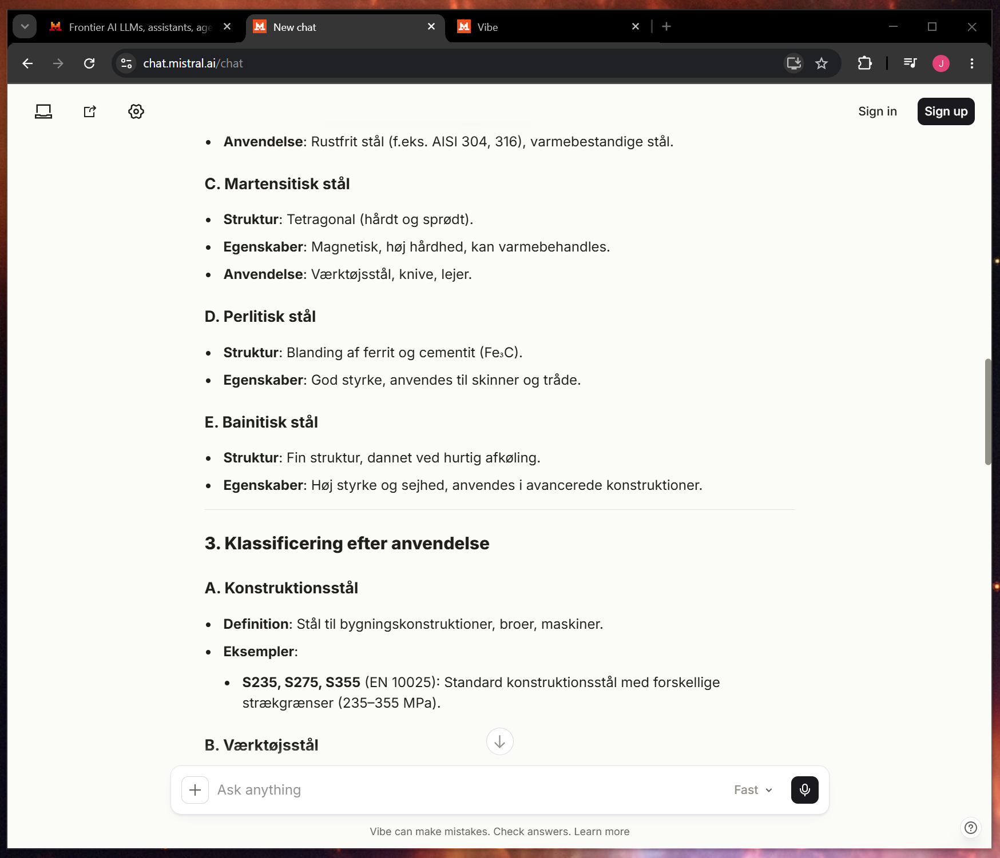 Frontier AI LLMs, assistants, age
New chat
Vibe
chat.mistral.ai/chat
J
Sign in
Sign up
Anvendelse: Rustfrit stål (f.eks. AISI 304, 316), varmebestandige stål.
C. Martensitisk stål
Struktur: Tetragonal (hårdt og sprødt).
Egenskaber: Magnetisk, høj hårdhed, kan varmebehandles.
Anvendelse: Værktøjsstål, knive, lejer.
D. Perlitisk stål
Struktur: Blanding af ferrit og cementit (Fe₃C).
Egenskaber: God styrke, anvendes til skinner og tråde.
E. Bainitisk stål
Struktur: Fin struktur, dannet ved hurtig afkøling.
Egenskaber: Høj styrke og sejhed, anvendes i avancerede konstruktioner.
3. Klassificering efter anvendelse
A. Konstruktionsstål
Definition: Stål til bygningskonstruktioner, broer, maskiner.
Eksempler:
S235, S275, S355 (EN 10025): Standard konstruktionsstål med forskellige
strækgrænser (235–355 MPa).
B. Værktøjsstål
Ask anything
Fast
Vibe can make mistakes. Check answers. Learn more